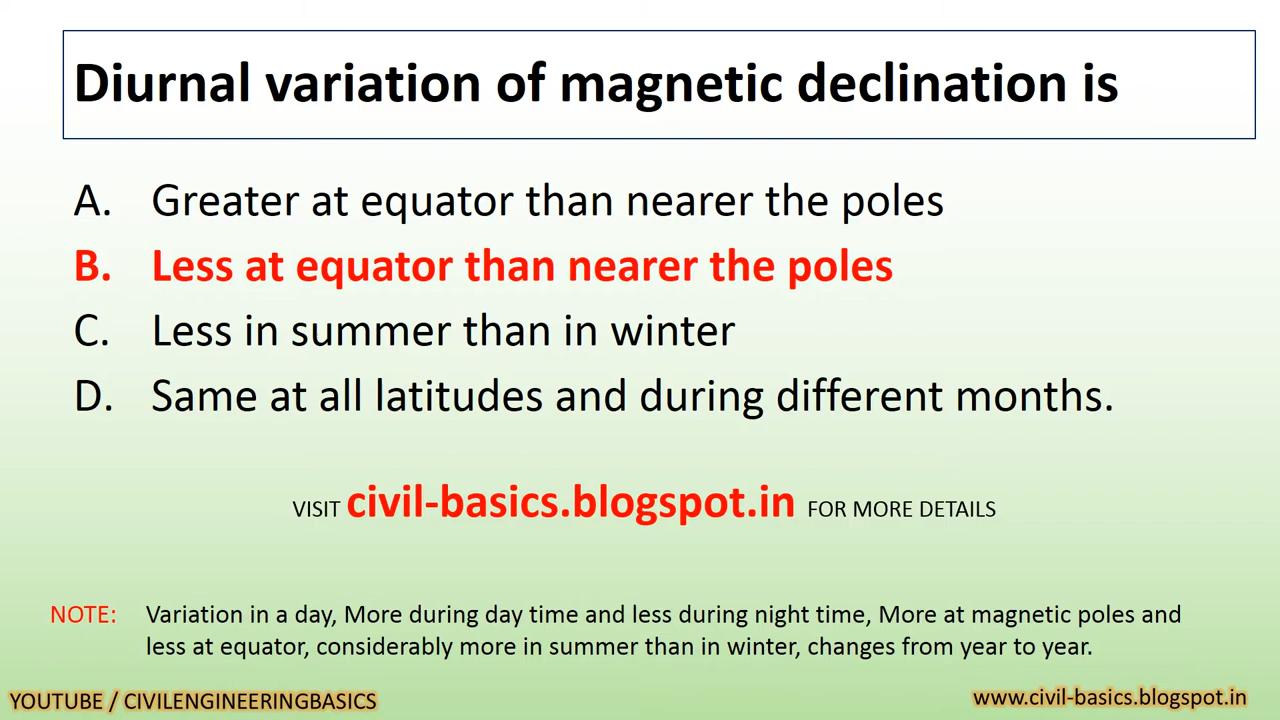 Diurnal variation of magnetic declination is
A. Greater at equator than nearer the poles
B. Less at equator than nearer the poles
C. Less in summer than in winter
D. Same at all latitudes and during different months.
VISIT civil-basics.blogspot.in FOR MORE DETAILS
NOTE: Variation in a day, More during day time and less during night time, More at magnetic poles and
less at equator, considerably more in summer than in winter, changes from year to year.
YOUTUBE / CIVILENGINEERINGBASICS
www.civil-basics.blogspot.in